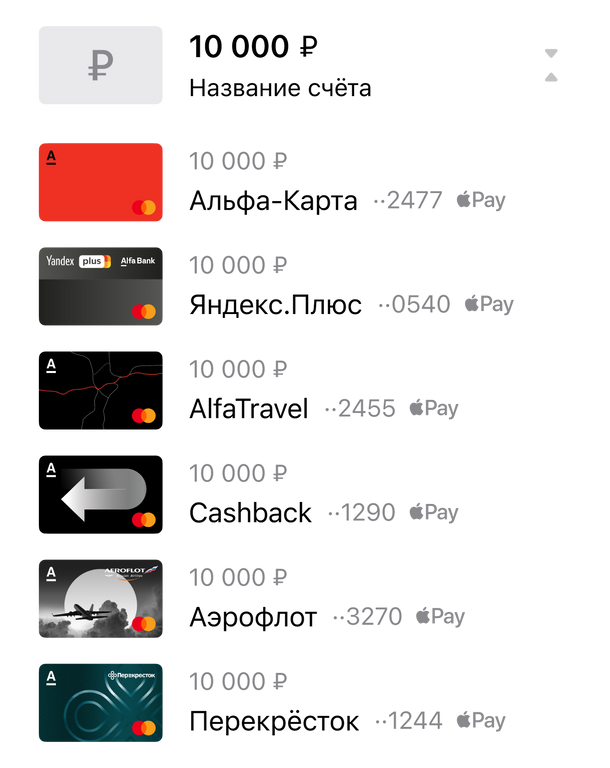 ₽
10 000 ₽
Название счёта
A
10 000 ₽
Альфа-Карта ··2477 Pay
Yandex plus Alfa Bank
10 000 ₽
Яндекс.Плюс ··0540 Pay
A
10 000 ₽
AlfaTravel ··2455 Pay
A
10 000 ₽
Cashback ··1290 Pay
A
AEROFLOT
10 000 ₽
Аэрофлот ··3270 Pay
A
Перекресток
10 000 ₽
Перекрёсток ··1244 Pay